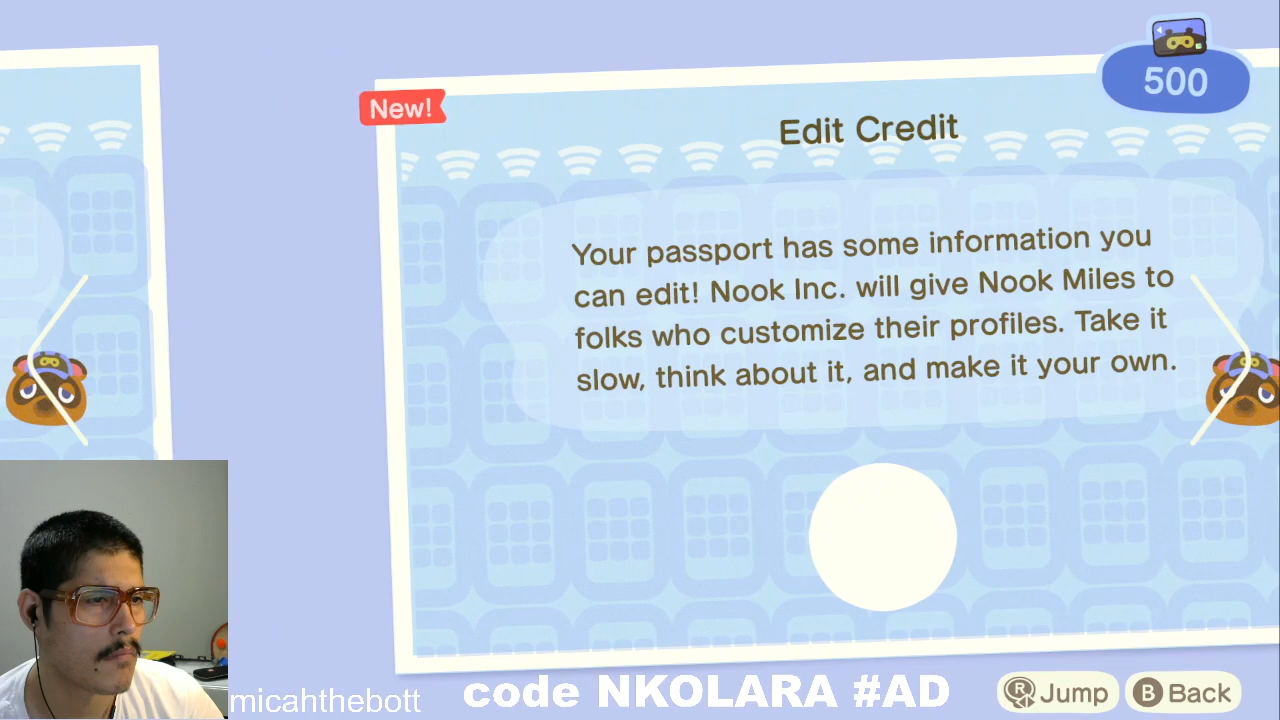 500
New!
Edit Credit
Your passport has some information you
can edit! Nook Inc. will give Nook Miles to
folks who customize their profiles. Take it
slow, think about it, and make it your own.
micahthebott
code NKOLARA #AD
R Jump
B Back